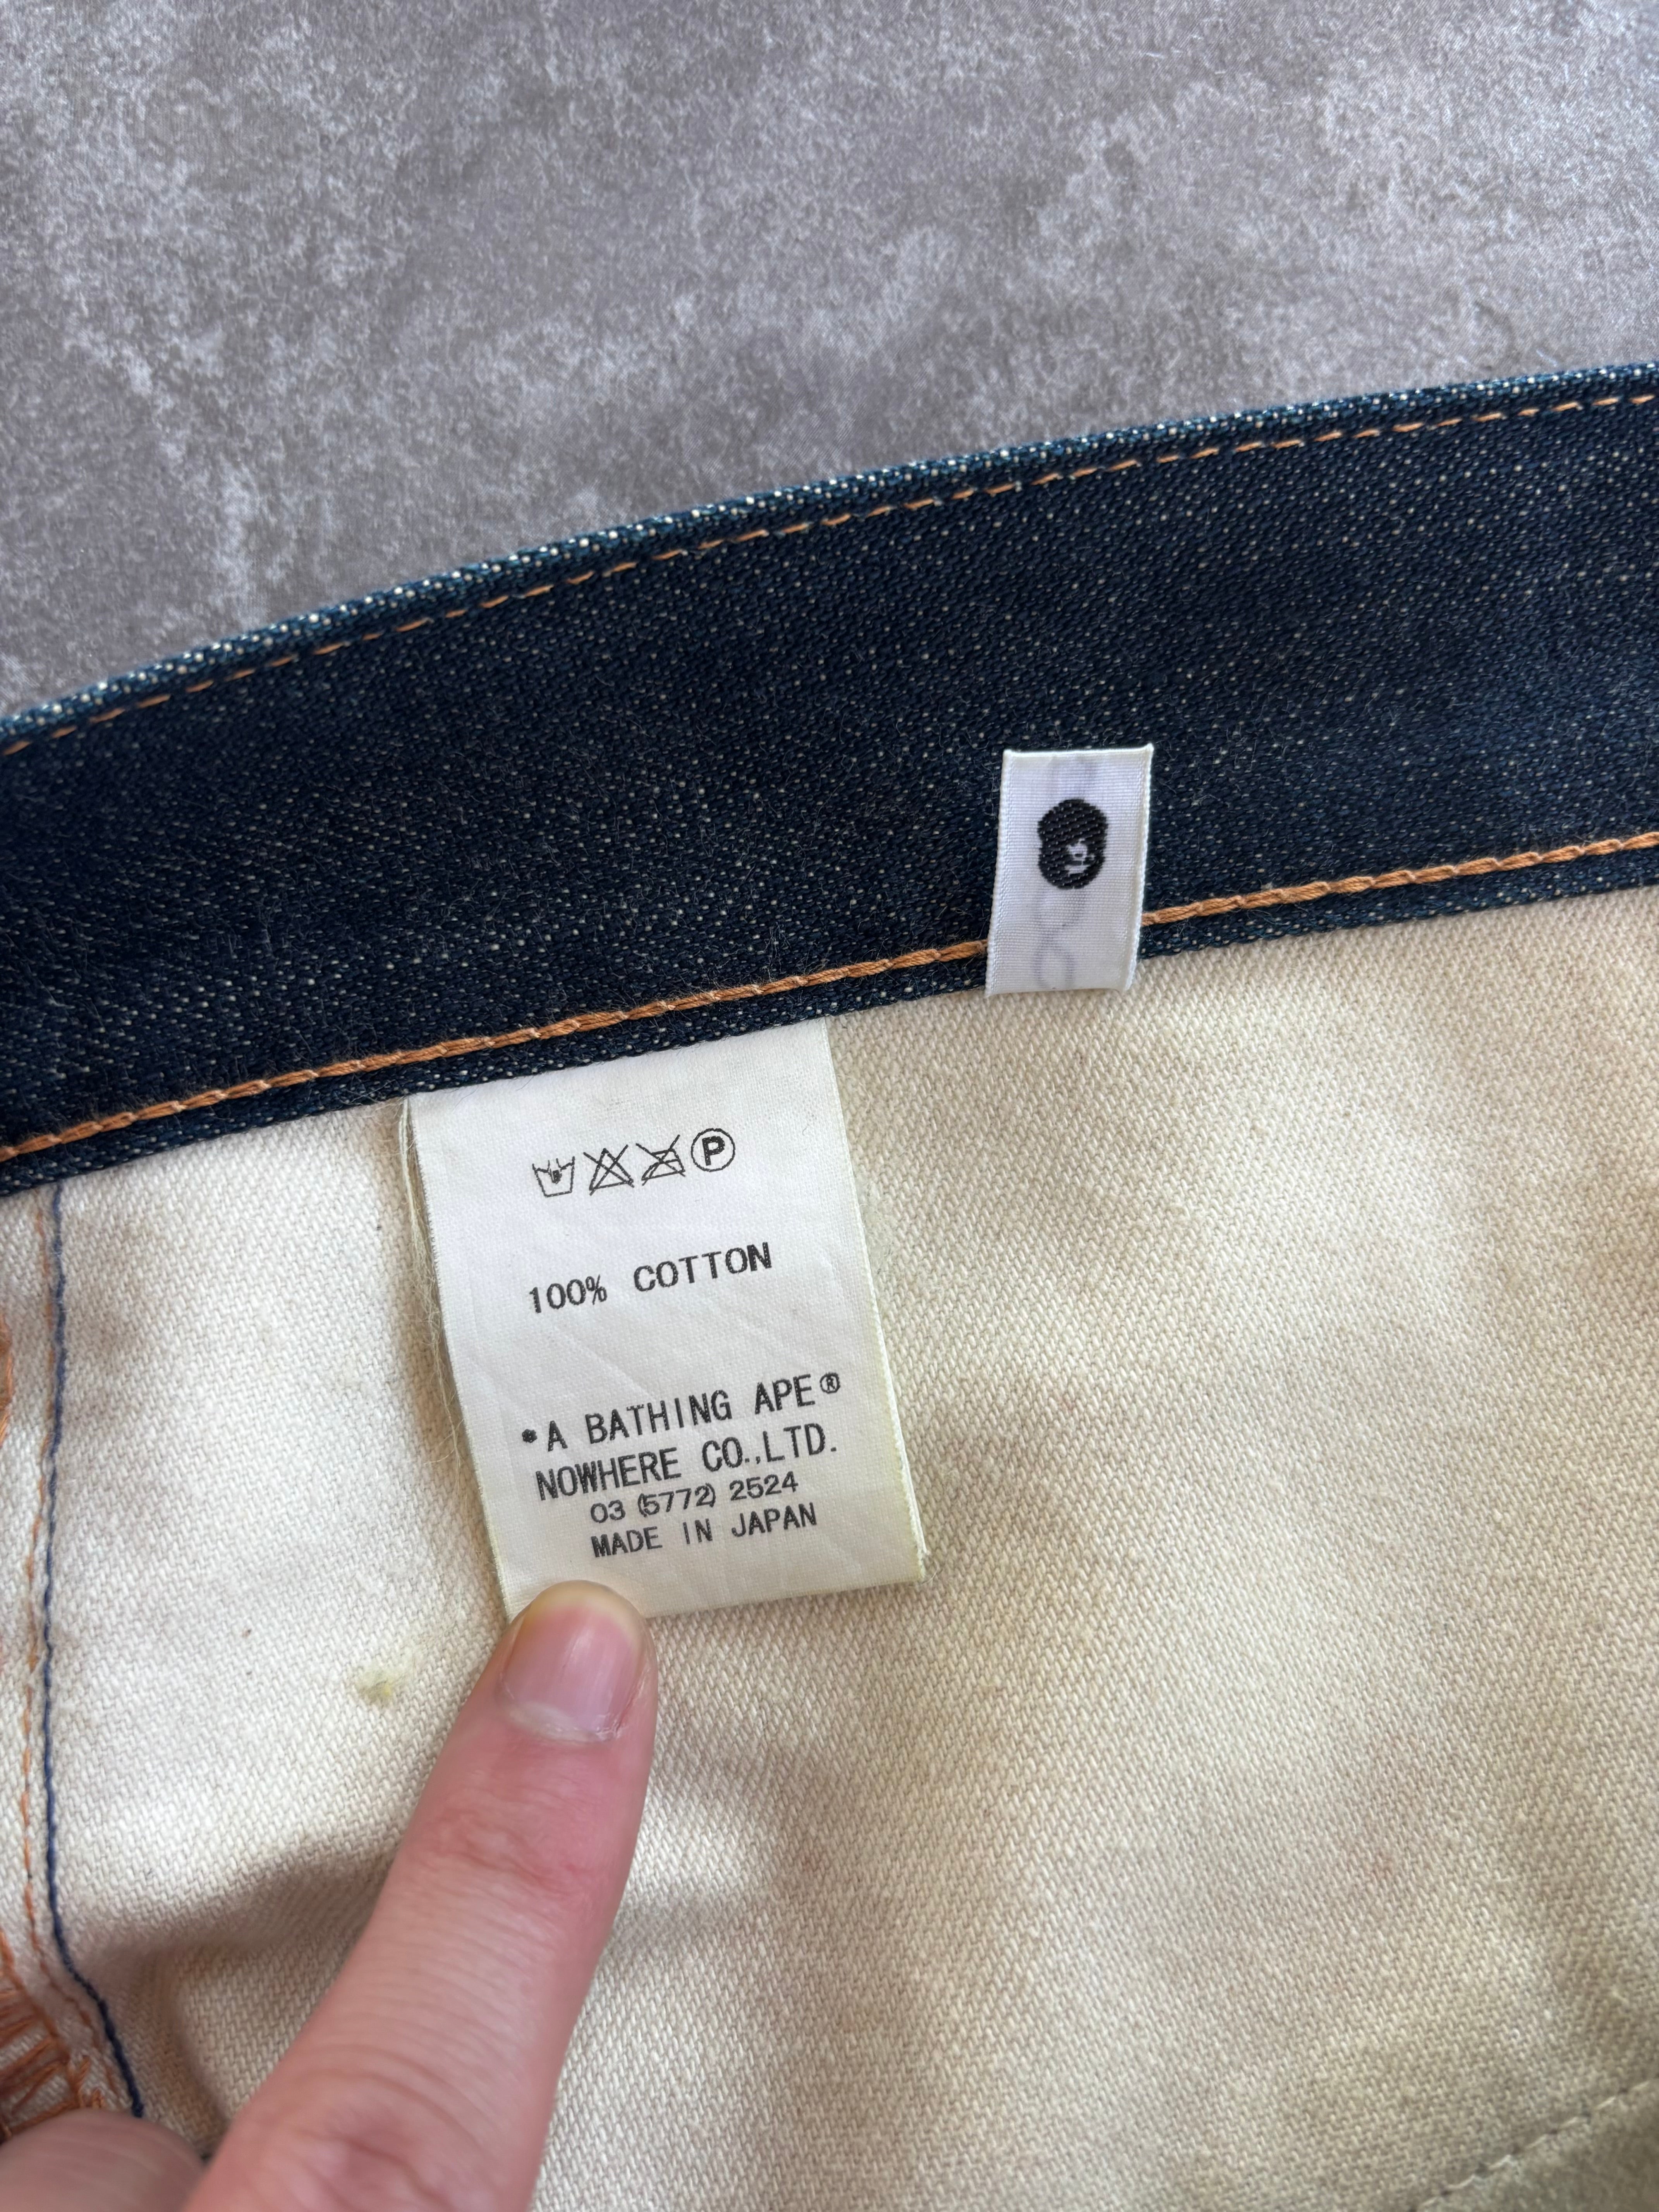 P
100% COTTON
*A BATHING APE®
NOWHERE CO.,LTD.
03 (5772) 2524
MADE IN JAPAN